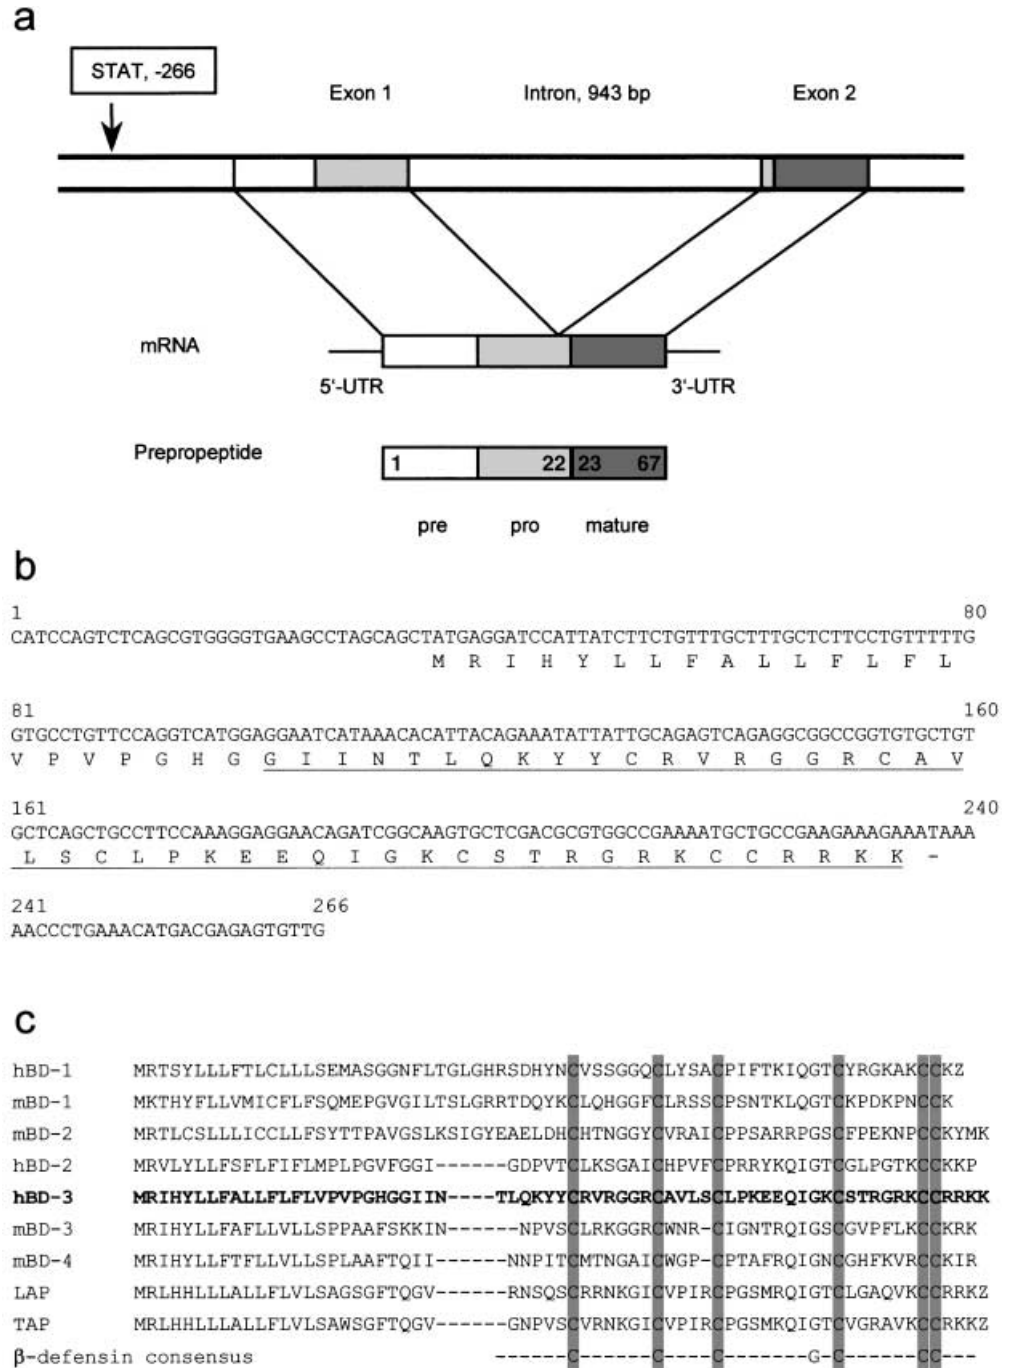 a
STAT, -266
Exon 1 Intron, 943 bp Exon 2
mRNA
5'-UTR 3'-UTR
Prepropeptide
1 22 23 67
pre pro mature
b
1 80
CATCCAGTCTCAGCGTGGGGTGAAGCCTAGCAGCTATGAGGATCCATTATCTTCTGTTTGCTTTGCTCTTCCTGTTTTTG
M R I H Y L L F A L L F L F L
81 160
GTGCCTGTTCCAGGTCATGGAGGAATCATAAACACATTACAGAAATATTATTGCAGAGTCAGAGGCGGCCGGTGTGCTGT
V P V P G H G G I I N T L Q K Y Y C R V R G G R C A V
161 240
GCTCAGCTGCCTTCCAAAGGAGGAACAGATCGGCAAGTGCTCGACGCGTGGCCGAAAATGCTGCCGAAGAAAGAAATAAA
L S C L P K E E Q I G K C S T R G R K C C R R K K -
241 266
AACCCTGAAACATGACGAGAGTGTTG
c
hBD-1 MRTSYLLLFTLCLLLSEMASGGNFLTGLGHRSDHYNCVSSGGQCLYSACPIFTKIQGTCYRGKAKCCKZ
mBD-1 MKTHYFLLVMICFLFSQMEPGVGILTSLGRRTDQYKCLQHGGFCLRSSCPSNTKLQGTCKPDKPNCCK
mBD-2 MRTLCSLLLICCLLFSYTTPAVGSLKSIGYEAELDHCHTNGGYCVRAICPPSARRPGSCFPEKNPCCKYMK
hBD-2 MRVLYLLFSFLFIFLMPLPGVFGGI------GDPVTCLKSGAICHPVFCPRRYKQIGTCGLPGTKCCKKP
hBD-3 MRIHYLLFALLFLFLVPVPGHGGIIN----TLQKYYCRVRGGRCAVLSCLPKEEQIGKCSTRGRKCCRRKK
mBD-3 MRIHYLLFAFLLVLLSPPAAFSKKIN------NPVSCLRKGGRCWNR-CIGNTRQIGSCGVPFLKCCKRK
mBD-4 MRIHYLLFTFLLVLLSPLAAFTQII------NNPITCMTNGAICWGP-CPTAFRQIGNCGHFKVRCCKIR
LAP MRLHHLLLALLFLVLSAGSGFTQGV------RNSQSCRRNKGICVPIRCPGSMRQIGTCLGAQVKCCRRKZ
TAP MRLHHLLLALLFLVLSAWSGFTQGV------GNPVSCVRNKGICVPIRCPGSMKQIGTCVGRAVKCCRKKZ
β-defensin consensus ------C------C----C-------G-C------CC---